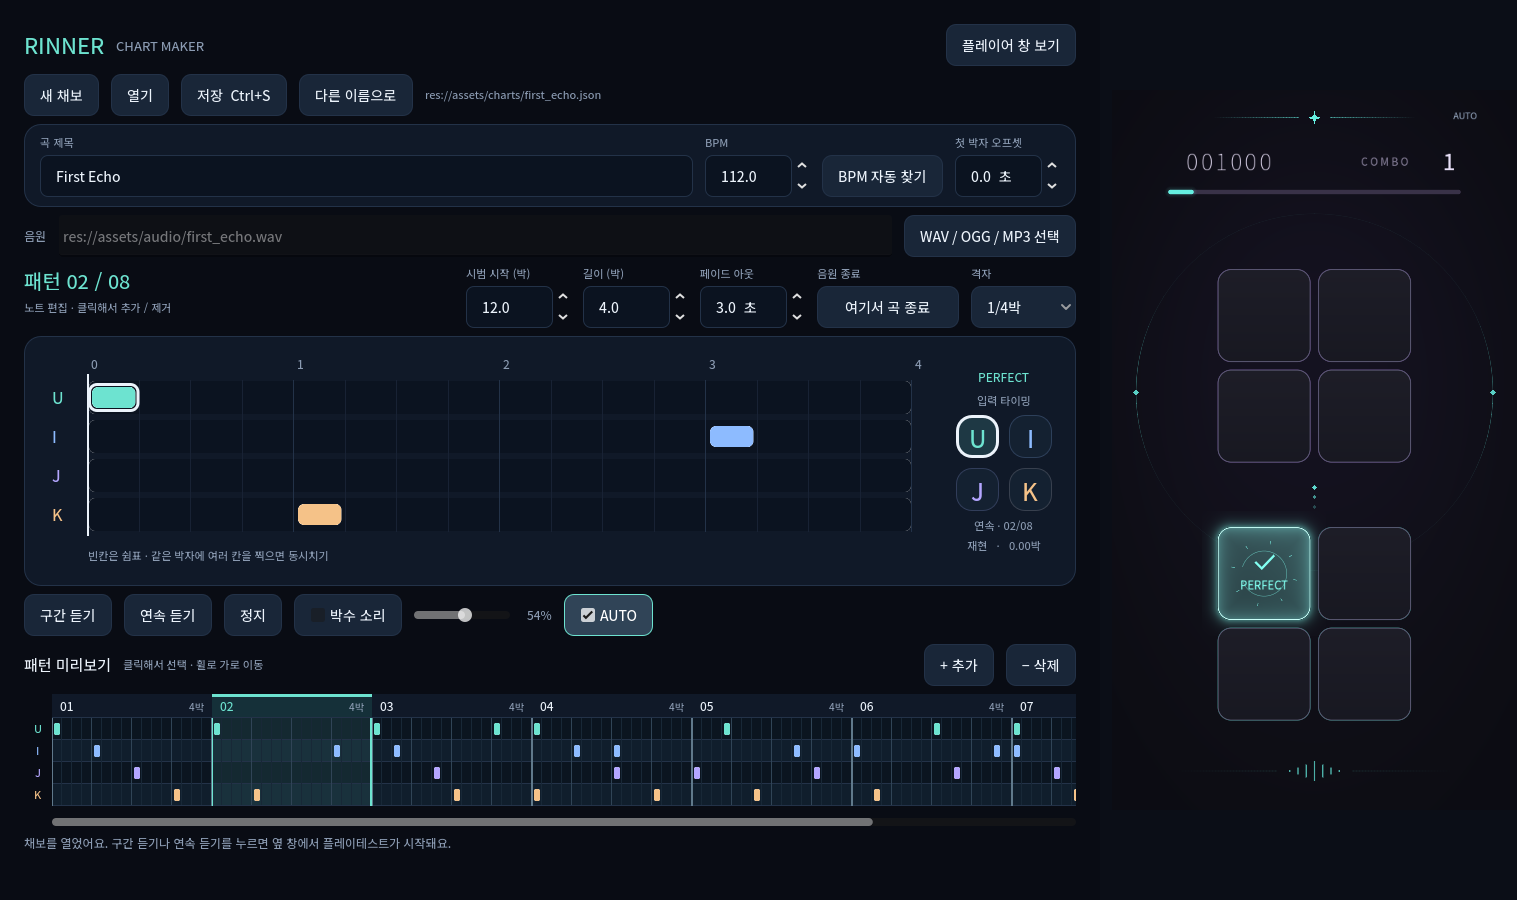 RINNER CHART MAKER 플레이어 창 보기
새 채보 열기 저장 Ctrl+S 다른 이름으로 res://assets/charts/first_echo.json
곡 제목 BPM 첫 박자 오프셋
First Echo 112.0 BPM 자동 찾기 0.0 초
음원 res://assets/audio/first_echo.wav WAV / OGG / MP3 선택
패턴 02 / 08
노트 편집 · 클릭해서 추가 / 제거
시범 시작 (박) 길이 (박) 페이드 아웃 음원 종료 격자
12.0 4.0 3.0 초 여기서 곡 종료 1/4박
0 1 2 3 4
U
I
J
K
빈칸은 쉼표 · 같은 박자에 여러 칸을 찍으면 동시치기
PERFECT
입력 타이밍
U I
J K
연속 · 02/08
재현 · 0.00박
구간 듣기 연속 듣기 정지 박수 소리 54% AUTO
패턴 미리보기 클릭해서 선택 · 휠로 가로 이동 + 추가 − 삭제
01 4박 02 4박 03 4박 04 4박 05 4박 06 4박 07
U
I
J
K
채보를 열었어요. 구간 듣기나 연속 듣기를 누르면 옆 창에서 플레이테스트가 시작돼요.
AUTO
001000 COMBO 1
PERFECT